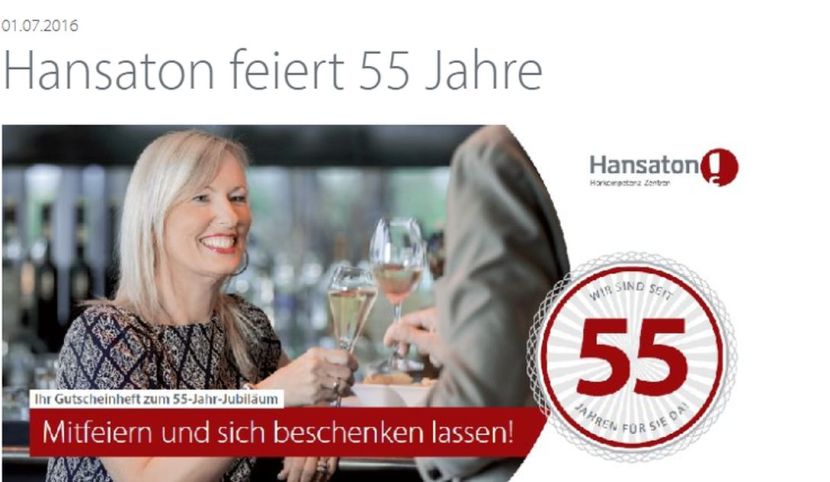 01.07.2016
Hansaton feiert 55 Jahre
Hansaton
Hörkompetenz Zentren
WIR SIND SEIT
55
JAHREN FÜR SIE DA!
Ihr Gutscheinheft zum 55-Jahr-Jubiläum
Mitfeiern und sich beschenken lassen!